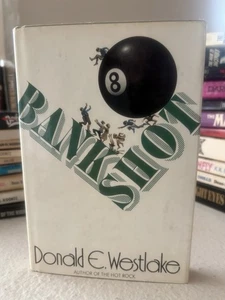 8
BANK
SHOT
Donald E. Westlake
AUTHOR OF THE HOT ROCK